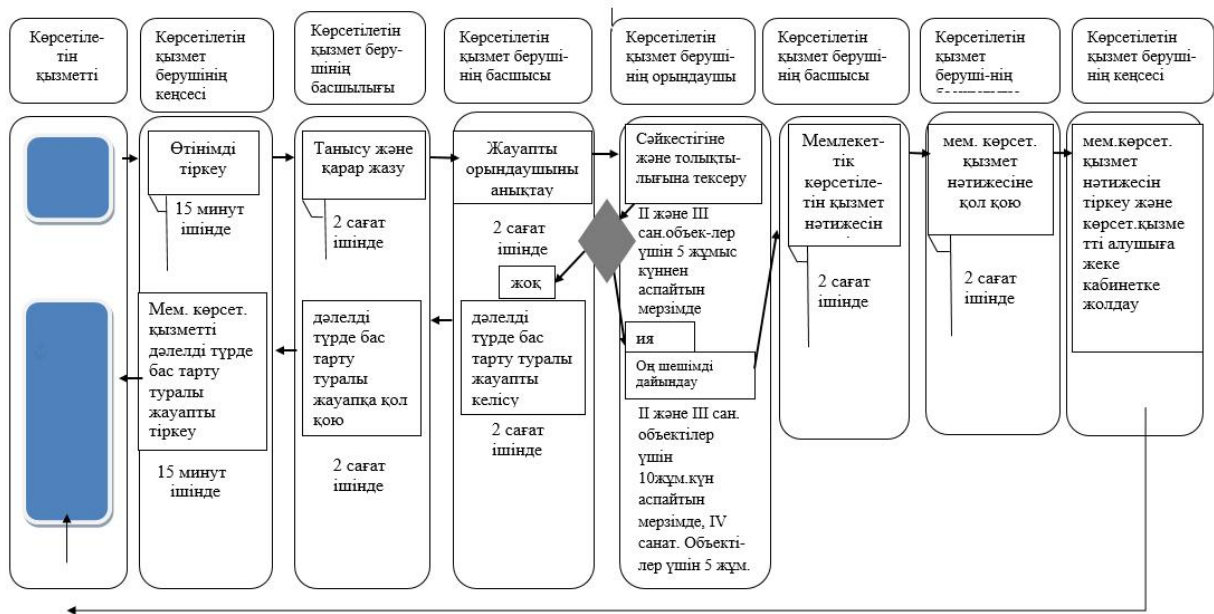 Көрсетіле-
тін
қызметті
Көрсетілетін
қызмет
берушінің
кеңсесі
Көрсетілетін
қызмет беру-
шінің
басшылығы
Көрсетілетін
қызмет беруші-
нің басшысы
Көрсетілетін
қызмет беруші-
нің орындаушы
Көрсетілетін
қызмет беруші-
нің басшысы
Көрсетілетін
қызмет
беруші-нің
Көрсетілетін
қызмет беруші-
нің кеңсесі
Өтінімді
тіркеу
15 минут
ішінде
Танысу және
қарар жазу
2 сағат
ішінде
Жауапты
орындаушыны
анықтау
2 сағат
ішінде
Сәйкестігіне
және толықты-
лығына тексеру
II және III
сан.объек-лер
үшін 5 жұмыс
күннен
аспайтын
мерзімде
Мемлекет-
тік
көрсетіле-
тін қызмет
нәтижесін
2 сағат
ішінде
мем. көрсет.
қызмет
нәтижесіне
қол қою
2 сағат
ішінде
мем.көрсет.
қызмет
нәтижесін
тіркеу және
көрсет.қызме
тті алушыға
жеке
кабинетке
жолдау
жоқ
ия
Оң шешімді
дайындау
II және III сан.
объектілер
үшін
10жұм.күн
аспайтын
мерзімде, IV
санат. Объекті-
лер үшін 5 жұм.
дәлелді
түрде бас
тарту туралы
жауапты
келісу
2 сағат
ішінде
дәлелді
түрде бас
тарту
туралы
жауапқа қол
қою
2 сағат
ішінде
Мем. көрсет.
қызметті
дәлелді түрде
бас тарту
туралы
жауапты
тіркеу
15 минут
ішінде